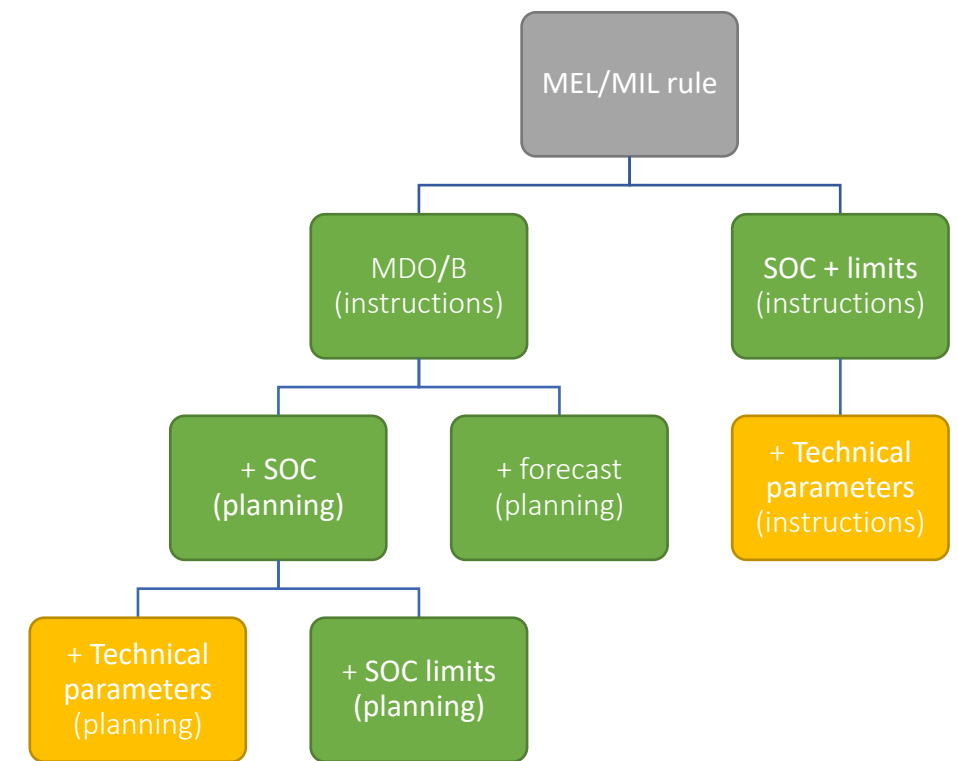 MEL/MIL rule
MDO/B
(instructions)
SOC + limits
(instructions)
+ SOC
(planning)
+ forecast
(planning)
+ Technical
parameters
(instructions)
+ Technical
parameters
(planning)
+ SOC limits
(planning)